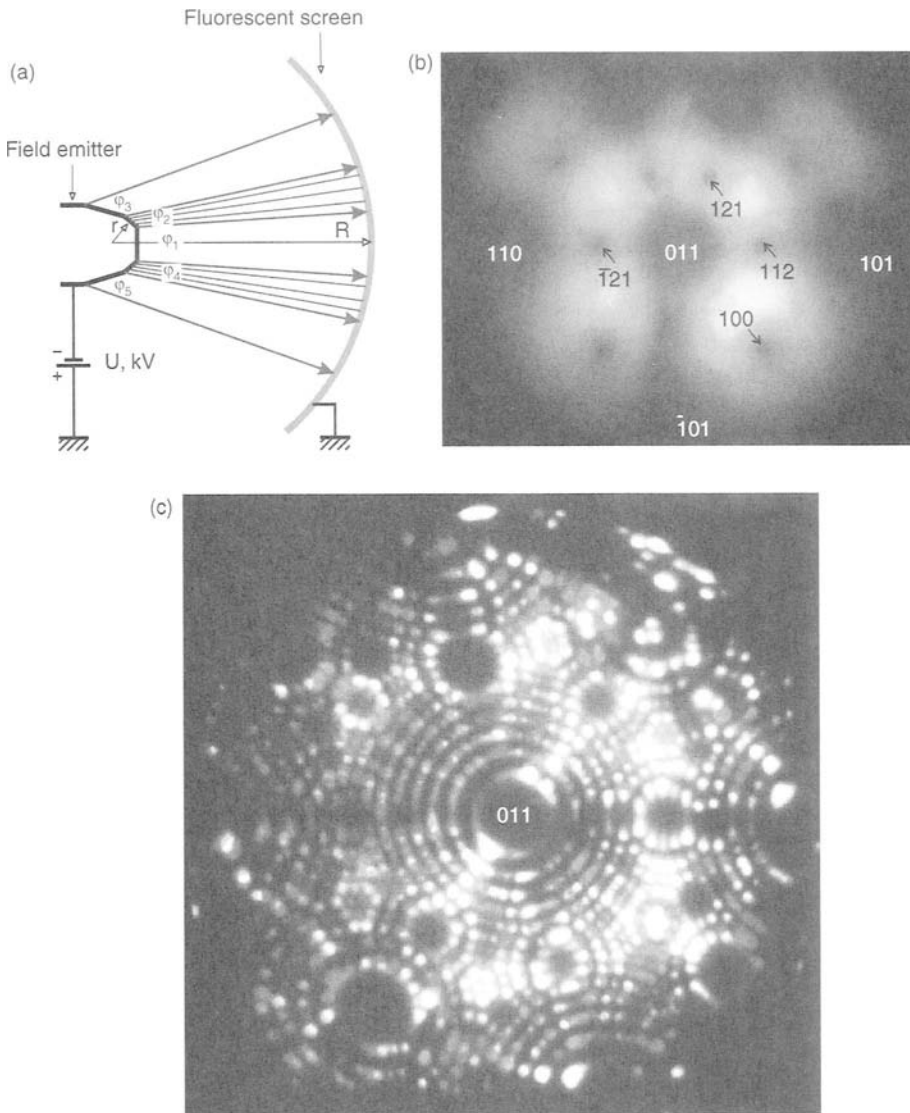 Fluorescent screen
(a)
Field emitter
φ3
φ2
r
φ1
R
φ4
φ5
−
+
U, kV
(b)
121
110
011
1̄21
112
101
100
1̄01
(c)
011